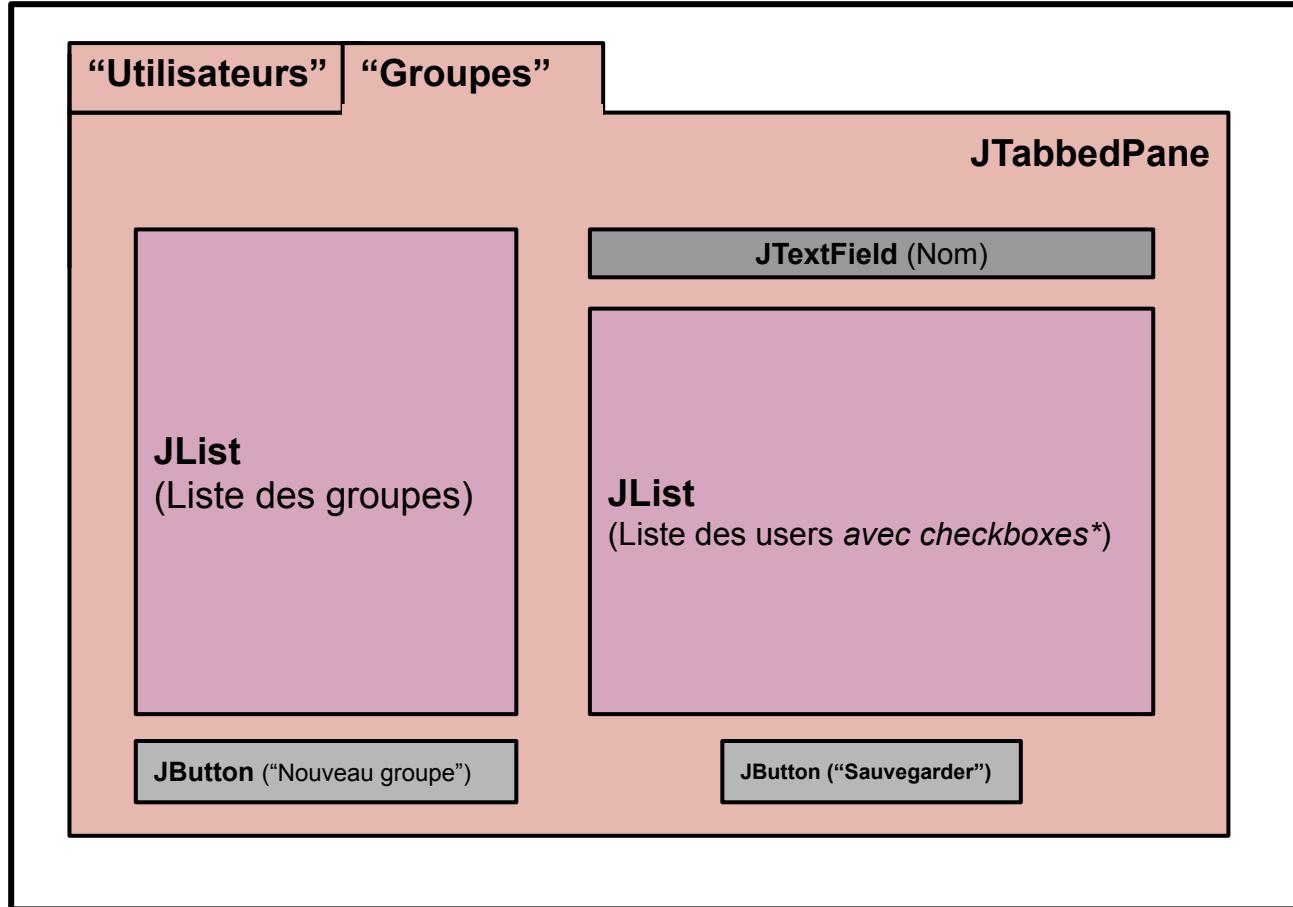 “Utilisateurs” “Groupes”
JTabbedPane
JTextField (Nom)
JList
(Liste des groupes)
JList
(Liste des users avec checkboxes*)
JButton (“Nouveau groupe”)
JButton (“Sauvegarder”)